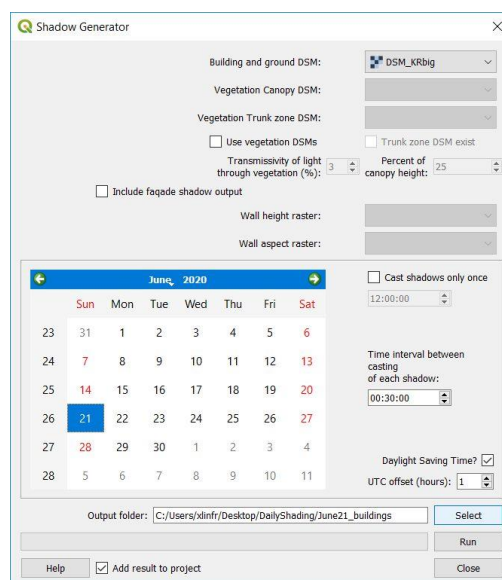 Shadow Generator
Building and ground DSM: DSM_KRbig
Vegetation Canopy DSM:
Vegetation Trunk zone DSM:
Use vegetation DSMs Trunk zone DSM exist
Transmissivity of light
through vegetation (%): 3
Percent of
canopy height: 25
Include façade shadow output
Wall height raster:
Wall aspect raster:
June, 2020
Sun Mon Tue Wed Thu Fri Sat
23 31 1 2 3 4 5 6
24 7 8 9 10 11 12 13
25 14 15 16 17 18 19 20
26 21 22 23 24 25 26 27
27 28 29 30 1 2 3 4
28 5 6 7 8 9 10 11
Cast shadows only once
12:00:00
Time interval between
casting
of each shadow:
00:30:00
Daylight Saving Time?
UTC offset (hours): 1
Output folder: C:/Users/xlinfr/Desktop/DailyShading/June21_buildings Select
Run
Help Add result to project Close